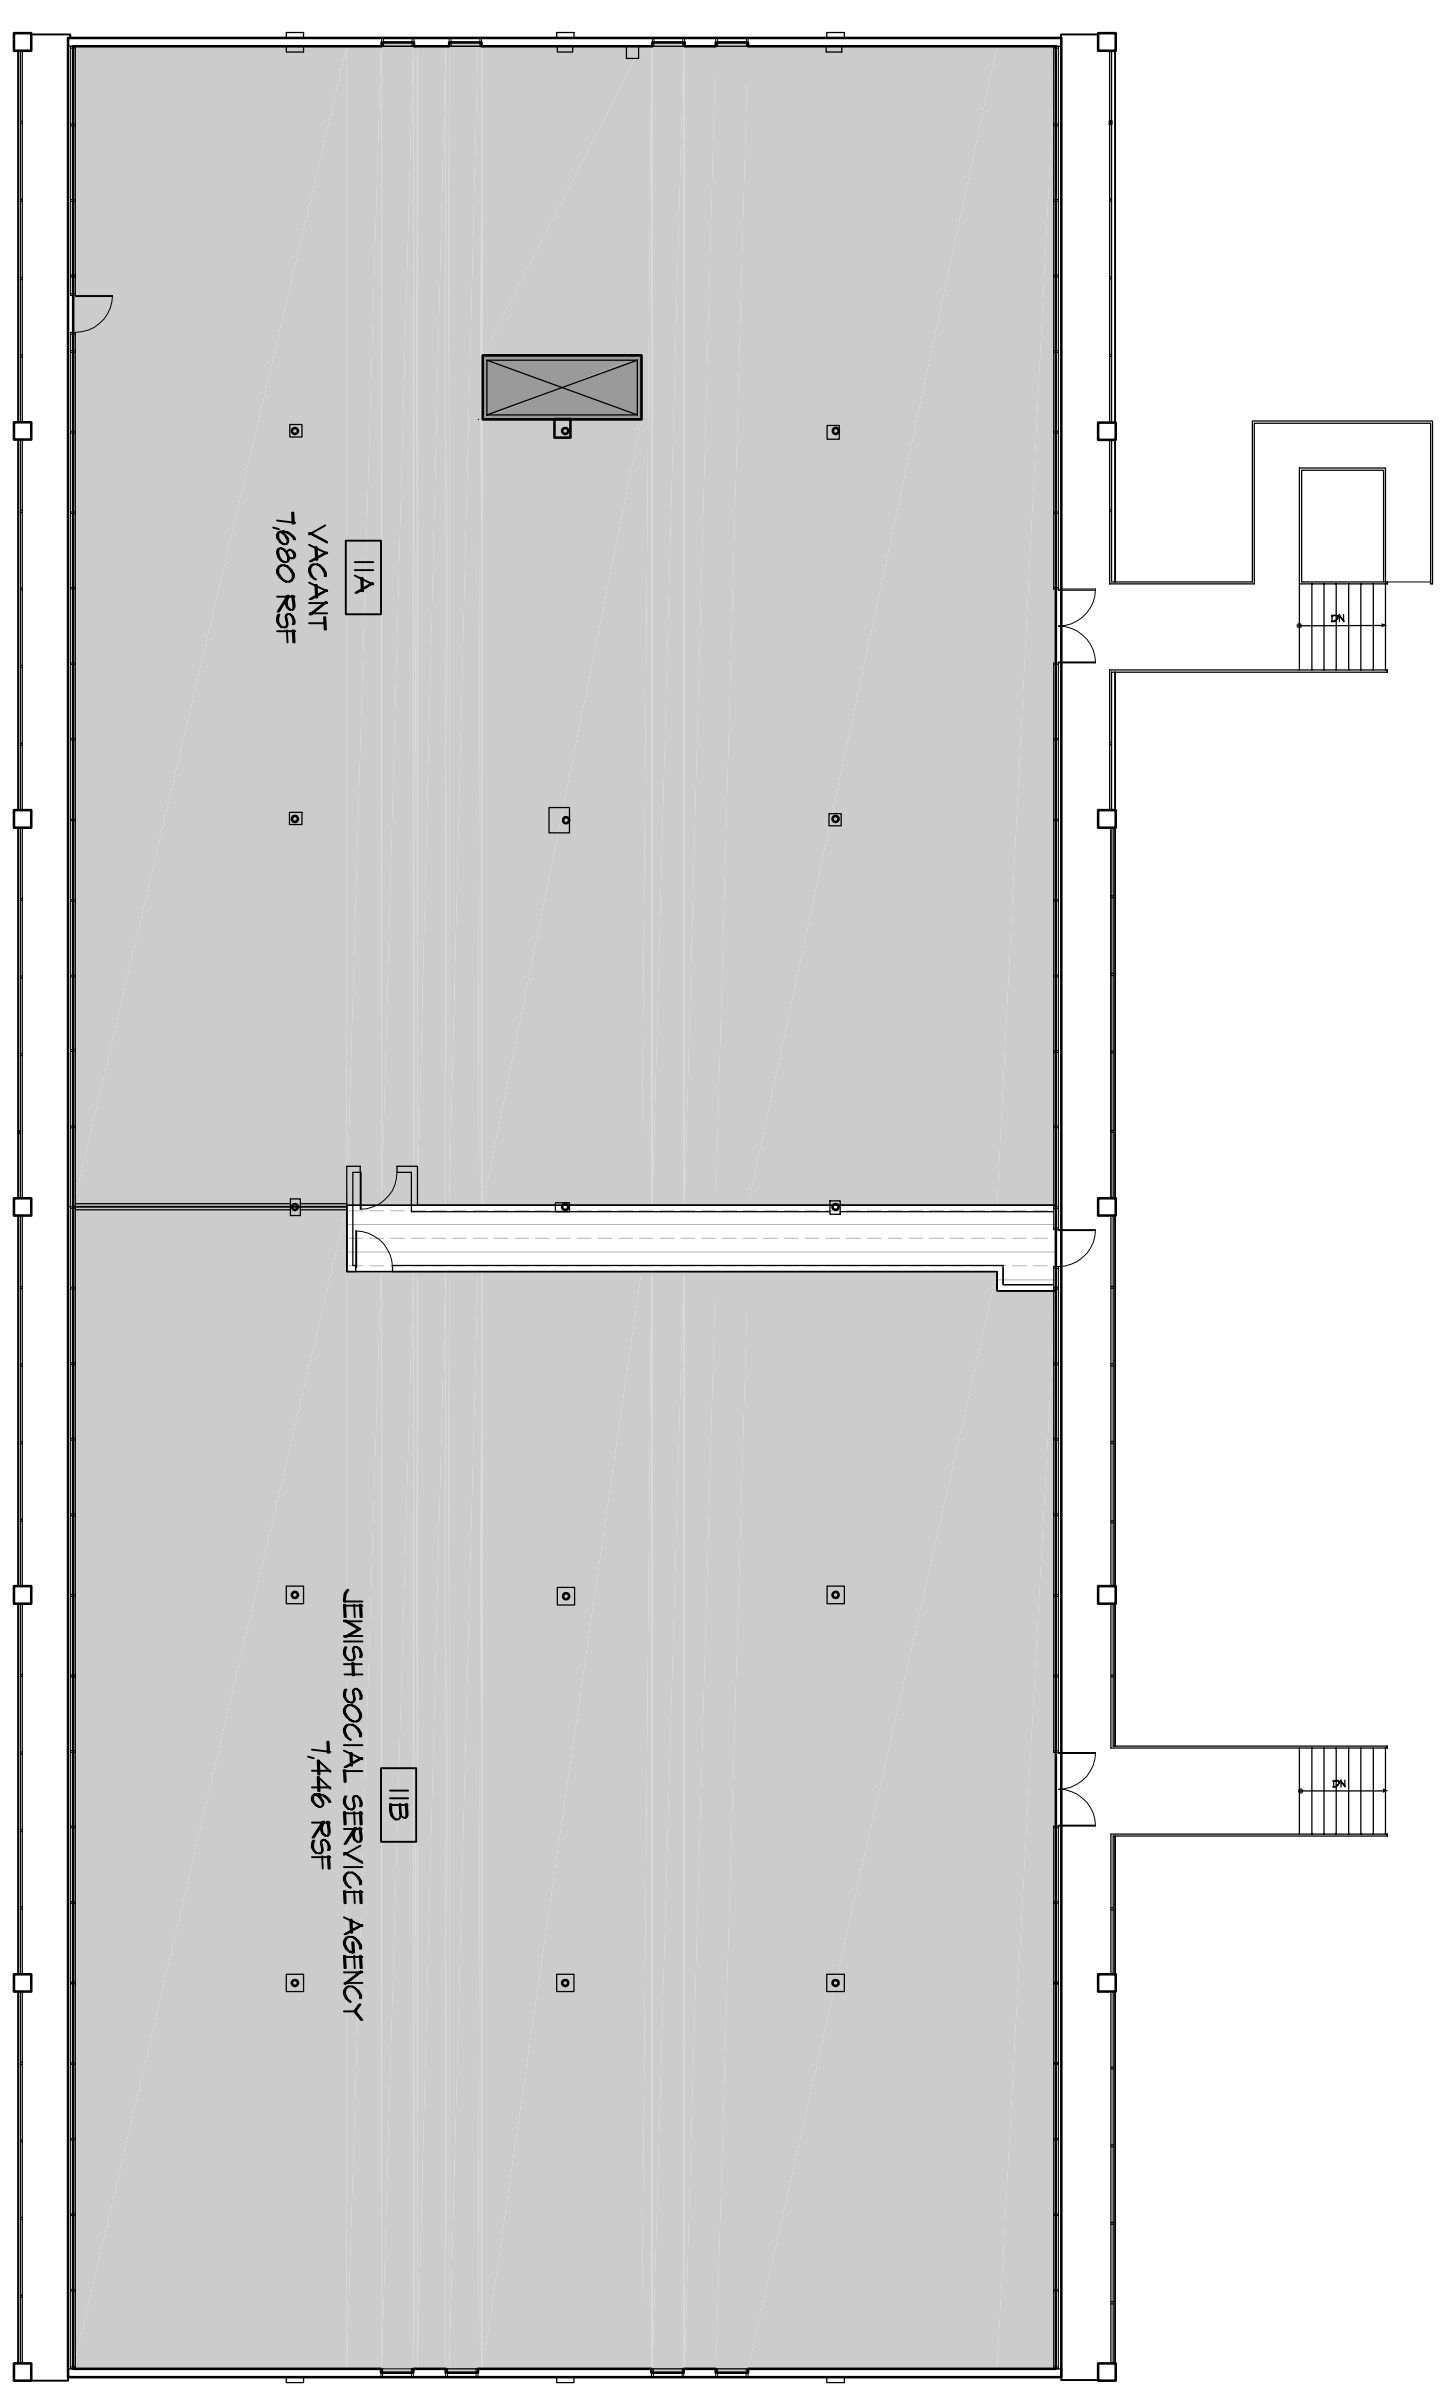 11A
VACANT
7,680 RSF
DN
11B
JEWISH SOCIAL SERVICE AGENCY
7,446 RSF
DN